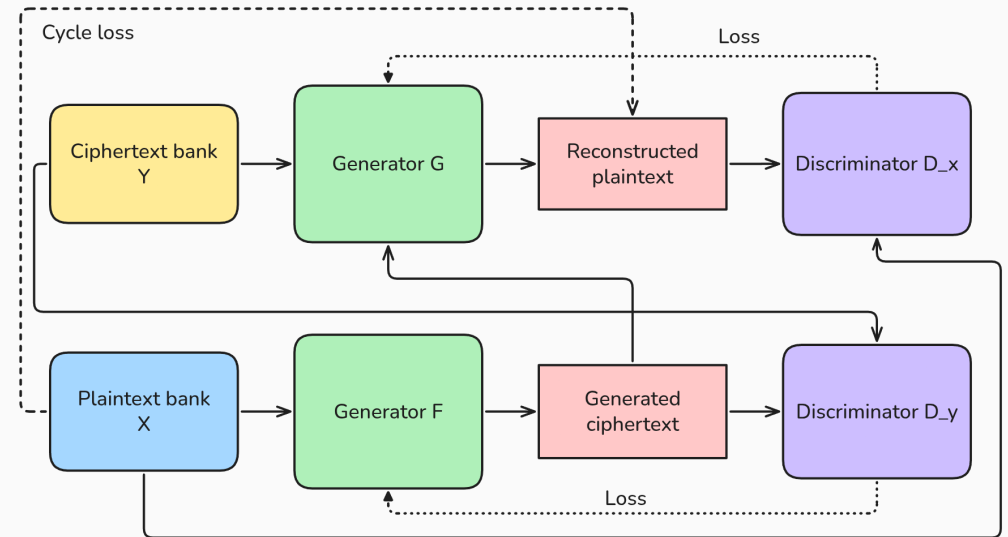 Cycle loss
Loss
Ciphertext bank
Y
Generator G
Reconstructed
plaintext
Discriminator D_x
Plaintext bank
X
Generator F
Generated
ciphertext
Discriminator D_y
Loss